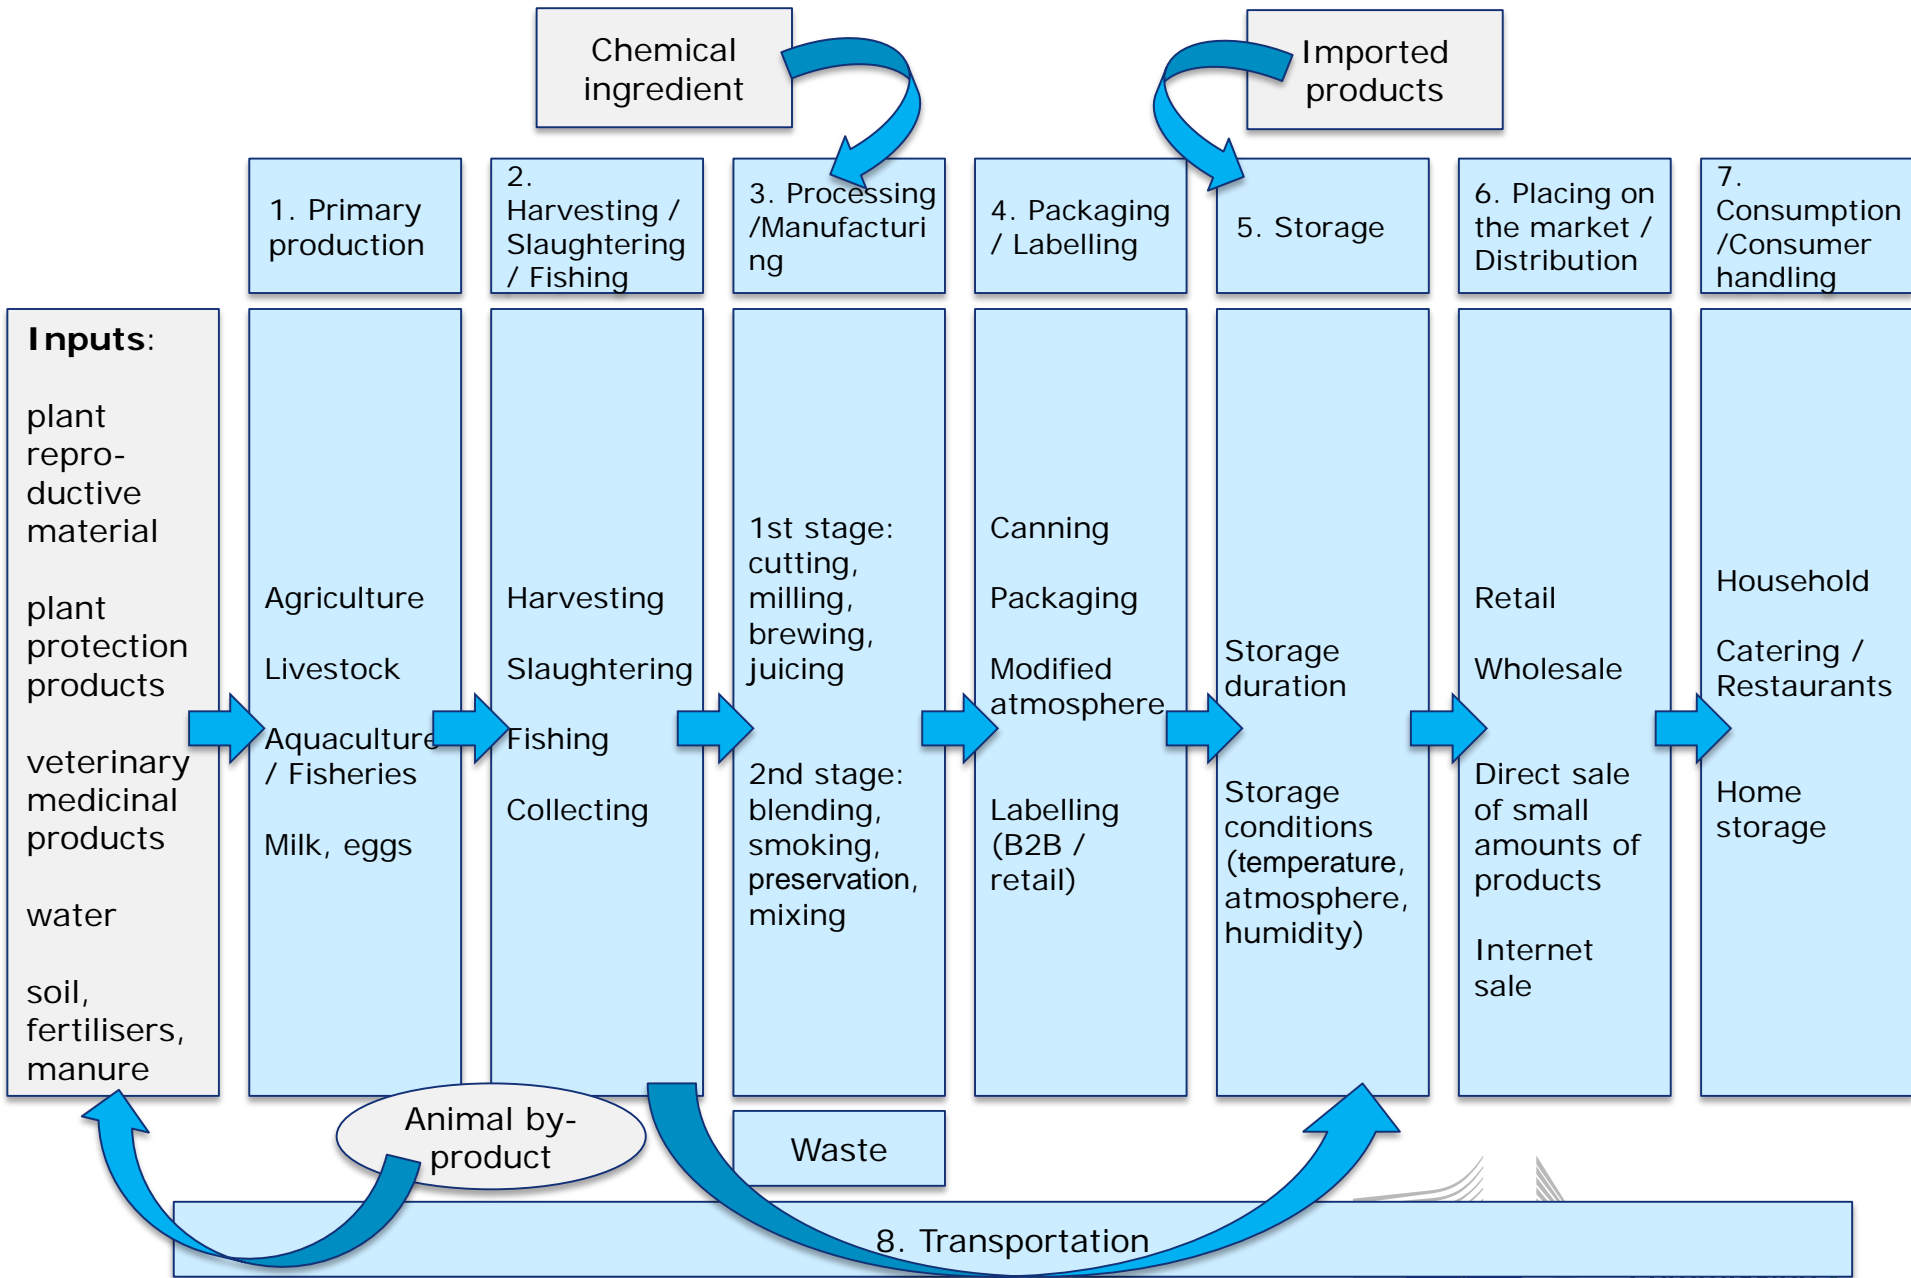 Chemical
ingredient
Imported
products
1. Primary
production
2.
Harvesting /
Slaughtering
/ Fishing
3. Processing
/Manufacturi
ng
4. Packaging
/ Labelling
5. Storage
6. Placing on
the market /
Distribution
7.
Consumption
/Consumer
handling
Inputs:
plant
repro-
ductive
material
plant
protection
products
veterinary
medicinal
products
water
soil,
fertilisers,
manure
Agriculture
Livestock
Aquaculture
/ Fisheries
Milk, eggs
Harvesting
Slaughtering
Fishing
Collecting
1st stage:
cutting,
milling,
brewing,
juicing
2nd stage:
blending,
smoking,
preservation,
mixing
Canning
Packaging
Modified
atmosphere
Labelling
(B2B /
retail)
Storage
duration
Storage
conditions
(temperature,
atmosphere,
humidity)
Retail
Wholesale
Direct sale
of small
amounts of
products
Internet
sale
Household
Catering /
Restaurants
Home
storage
Animal by-
product
Waste
8. Transportation